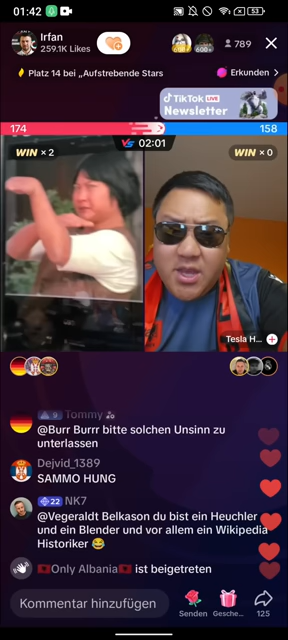 01:42
53
Irfan
259.1K Likes
600+
600+
789
Platz 14 bei „Aufstrebende Stars
Erkunden
TikTok LIVE
Newsletter
174
VS 02:01
158
WIN × 2
WIN × 0
Tesla H...
9 Tommy
@Burr Burrr bitte solchen Unsinn zu
unterlassen
Dejvid_1389
SAMMO HUNG
22 NK7
@Vegeraldt Belkason du bist ein Heuchler
und ein Blender und vor allem ein Wikipedia
Historiker 😂
🇦🇱Only Albania🇦🇱 ist beigetreten
Kommentar hinzufügen
Senden
Gesche...
125